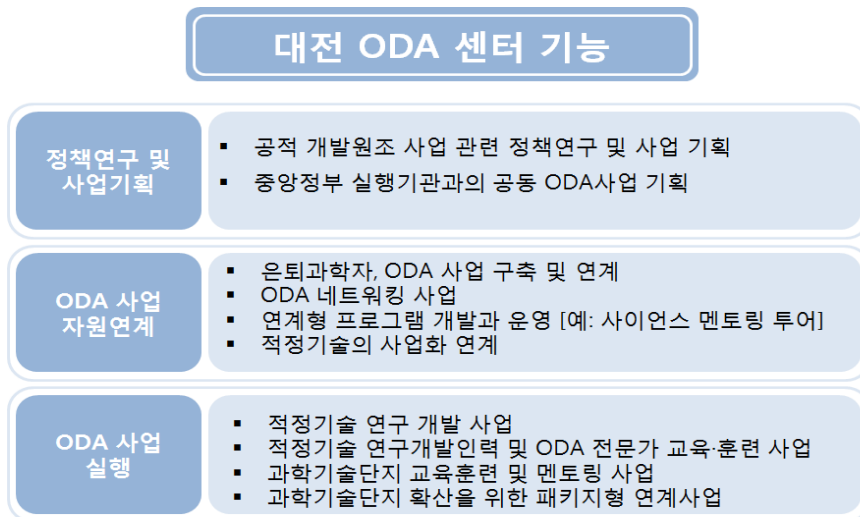 대전 ODA 센터 기능
정책연구 및
사업기획
▪ 공적 개발원조 사업 관련 정책연구 및 사업 기획
▪ 중앙정부 실행기관과의 공동 ODA사업 기획
ODA 사업
자원연계
▪ 은퇴과학자, ODA 사업 구축 및 연계
▪ ODA 네트워킹 사업
▪ 연계형 프로그램 개발과 운영 [예: 사이언스 멘토링 투어]
▪ 적정기술의 사업화 연계
ODA 사업
실행
▪ 적정기술 연구 개발 사업
▪ 적정기술 연구개발인력 및 ODA 전문가 교육·훈련 사업
▪ 과학기술단지 교육훈련 및 멘토링 사업
▪ 과학기술단지 확산을 위한 패키지형 연계사업